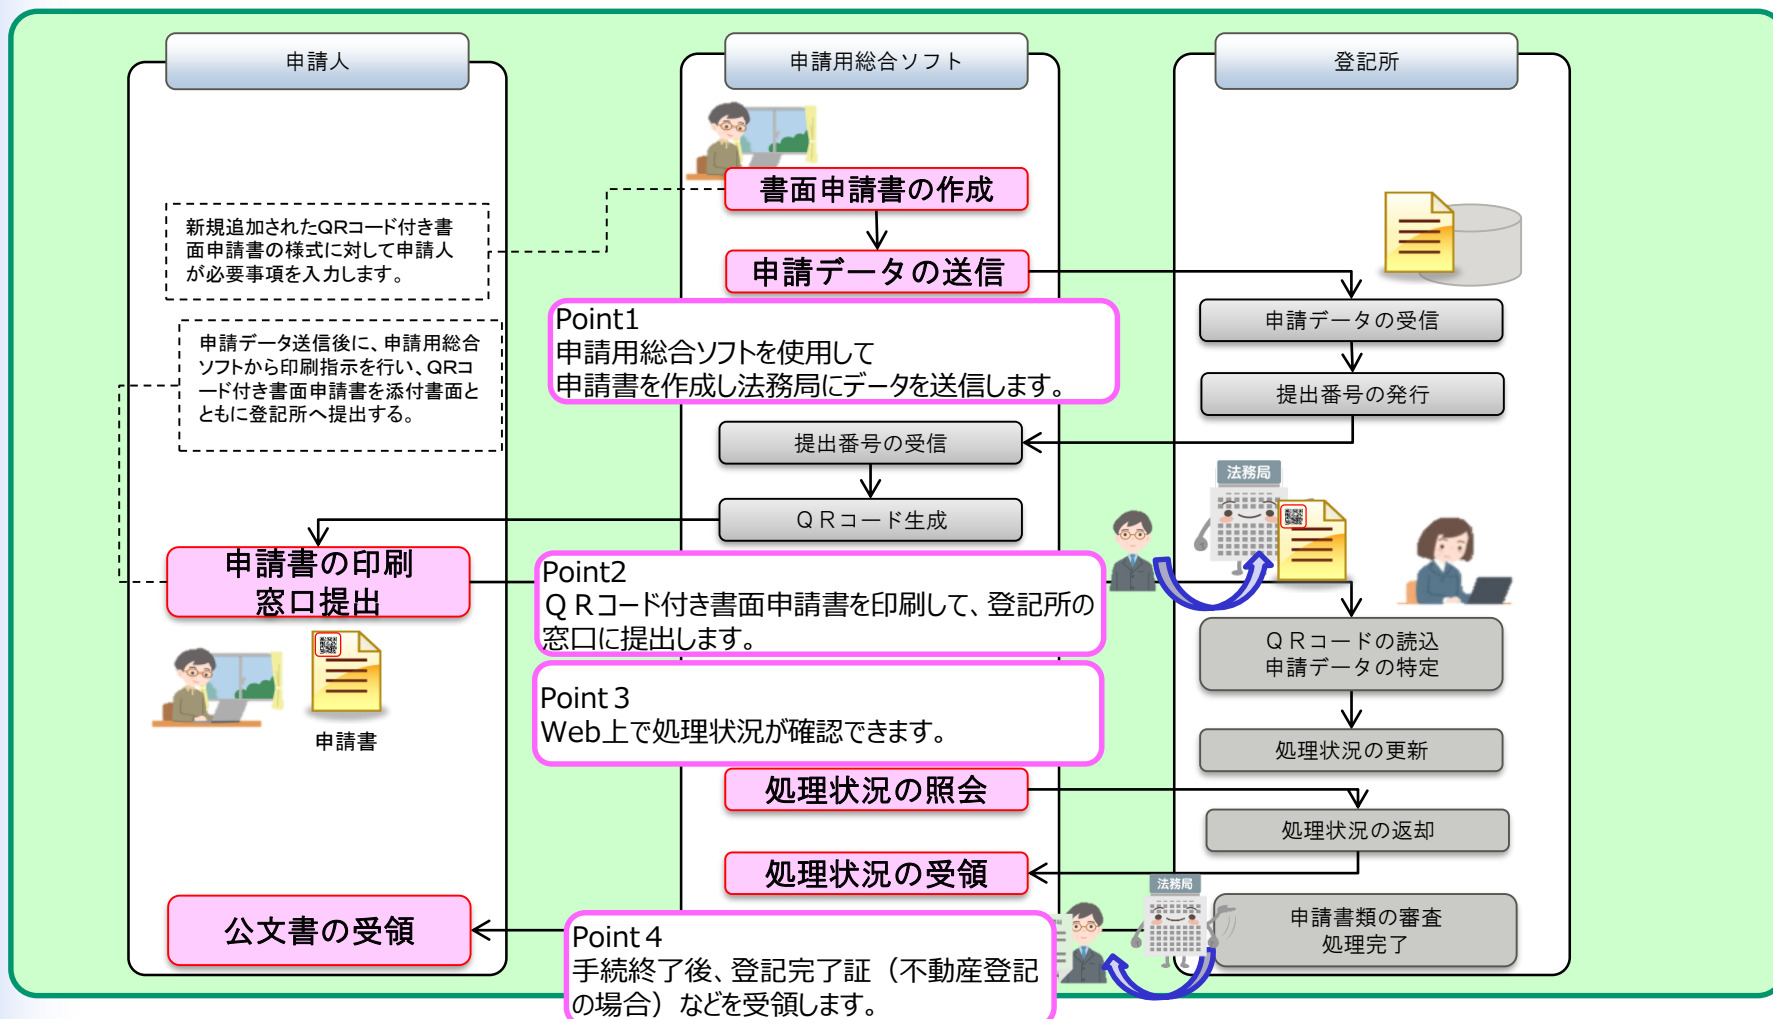 申請人
申請用総合ソフト
登記所
書面申請書の作成
新規追加されたQRコード付き書
面申請書の様式に対して申請人
が必要事項を入力します。
申請データの送信
Point1
申請用総合ソフトを使用して
申請書を作成し法務局にデータを送信します。
申請データの受信
申請データ送信後に、申請用総合
ソフトから印刷指示を行い、QRコ
ード付き書面申請書を添付書面と
ともに登記所へ提出する。
提出番号の発行
提出番号の受信
法務局
ＱＲコード生成
申請書の印刷
窓口提出
Point2
ＱＲコード付き書面申請書を印刷して、登記所の
窓口に提出します。
ＱＲコードの読込
申請データの特定
申請書
Point３
Web上で処理状況が確認できます。
処理状況の更新
処理状況の照会
処理状況の返却
処理状況の受領
法務局
公文書の受領
申請書類の審査
処理完了
Point４
手続終了後、登記完了証（不動産登記
の場合）などを受領します。